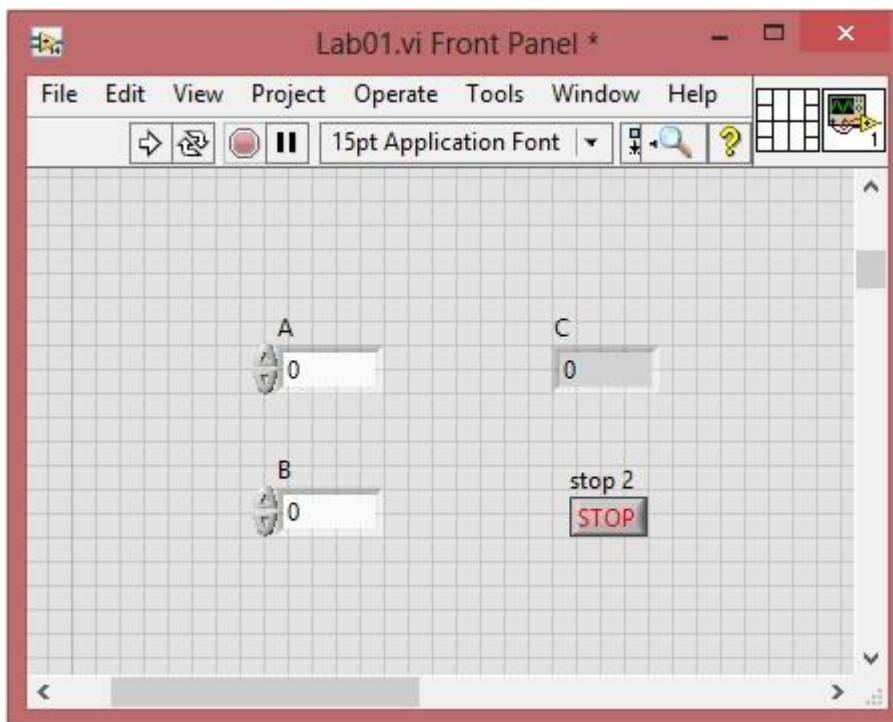 Lab01.vi Front Panel *
File Edit View Project Operate Tools Window Help
15pt Application Font
?
1
A
0
C
0
B
0
stop 2
STOP